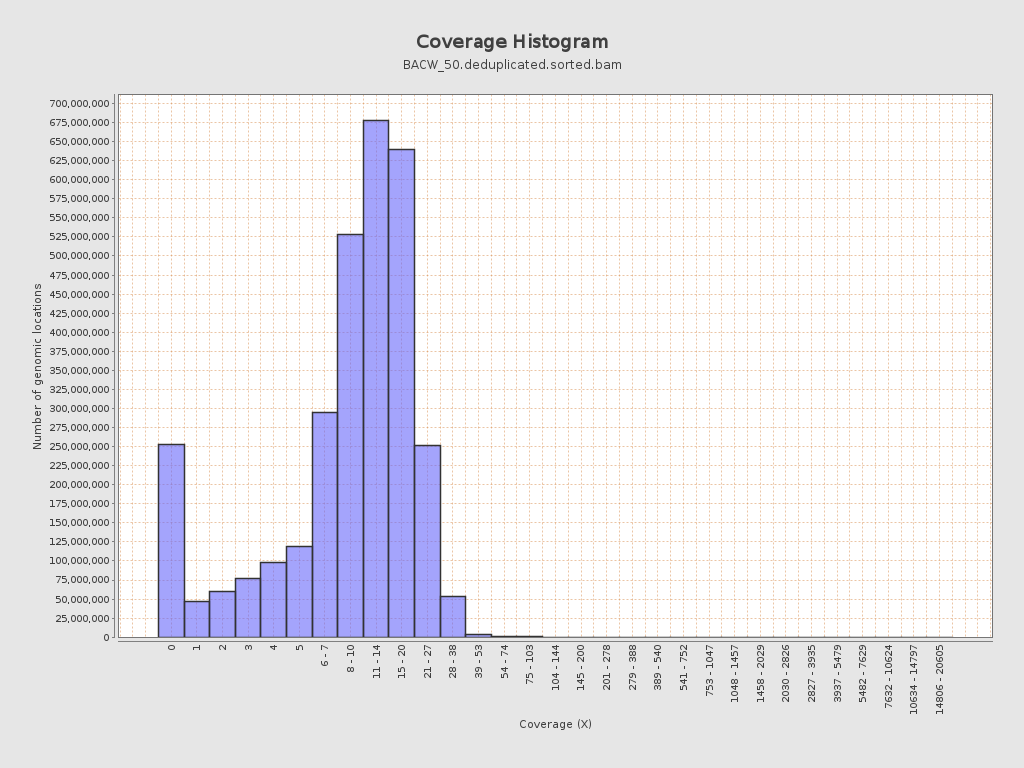 Coverage Histogram
BACW_50.deduplicated.sorted.bam
Number of genomic locations
700,000,000
675,000,000
650,000,000
625,000,000
600,000,000
575,000,000
550,000,000
525,000,000
500,000,000
475,000,000
450,000,000
425,000,000
400,000,000
375,000,000
350,000,000
325,000,000
300,000,000
275,000,000
250,000,000
225,000,000
200,000,000
175,000,000
150,000,000
125,000,000
100,000,000
75,000,000
50,000,000
25,000,000
0
0
1
2
3
4
5
6 - 7
8 - 10
11 - 14
15 - 20
21 - 27
28 - 38
39 - 53
54 - 74
75 - 103
104 - 144
145 - 200
201 - 278
279 - 388
389 - 540
541 - 752
753 - 1047
1048 - 1457
1458 - 2029
2030 - 2826
2827 - 3935
3937 - 5479
5482 - 7629
7632 - 10624
10634 - 14797
14806 - 20605
Coverage (X)